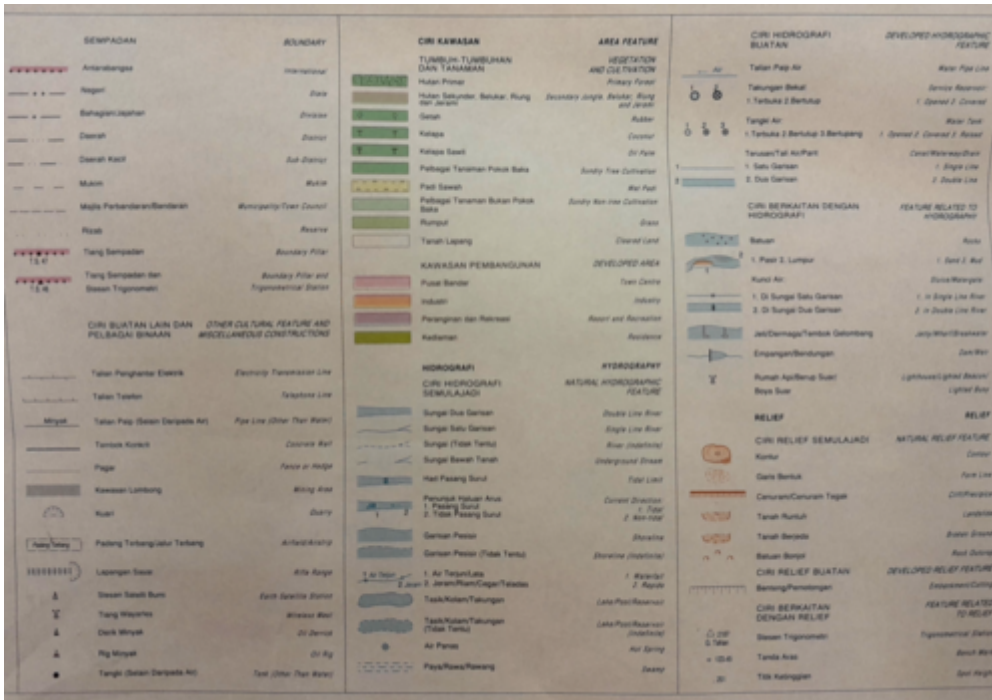 SEMPADAN BOUNDARY
Antarabangsa International
Negeri State
Bahagian/Jajahan Division
Daerah District
Daerah Kecil Sub-District
Mukim Mukim
Majlis Perbandaran/Bandaran Municipality/Town Council
Rizab Reserve
Tiang Sempadan Boundary Pillar
T.S.47
Tiang Sempadan dan Boundary Pillar and
Stesen Trigonometri Trigonometrical Station
T.S.46
CIRI BUATAN LAIN DAN OTHER CULTURAL FEATURE AND
PELBAGAI BINAAN MISCELLANEOUS CONSTRUCTIONS
Talian Penghantar Elektrik Electricity Transmission Line
Talian Talefon Telephone Line
Minyak Talian Paip (Selain Daripada Air) Pipe Line (Other Than Water)
Tembok Konkrit Concrete Wall
Pagar Fence or Hedge
Kawasan Lombong Mining Area
Kuari Quarry
Padang Terbang Padang Terbang/Jalur Terbang Airfield/Airstrip
Lapangan Sasar Rifle Range
Stesen Satelit Bumi Earth Satellite Station
Tiang Wayarles Wireless Mast
Derik Minyak Oil Derrick
Rig Minyak Oil Rig
Tangki (Selain Daripada Air) Tank (Other Than Water)
CIRI KAWASAN AREA FEATURE
TUMBUH-TUMBUHAN VEGETATION
DAN TANAMAN AND CULTIVATION
Hutan Primer Primary Forest
Hutan Sekunder, Belukar, Riung Secondary Jungle, Belukar, Riung
dan Jerami and Jerami
Getah Rubber
Kelapa Coconut
Kelapa Sawit Oil Palm
Pelbagai Tanaman Pokok Baka Sundry Tree Cultivation
Padi Sawah Wet Padi
Pelbagai Tanaman Bukan Pokok Sundry Non-tree Cultivation
Baka
Rumput Grass
Tanah Lapang Cleared Land
KAWASAN PEMBANGUNAN DEVELOPED AREA
Pusat Bandar Town Centre
Industri Industry
Peranginan dan Rekreasi Resort and Recreation
Kediaman Residence
HIDROGRAFI HYDROGRAPHY
CIRI HIDROGRAFI NATURAL HYDROGRAPHIC
SEMULAJADI FEATURE
Sungai Dua Garisan Double Line River
Sungai Satu Garisan Single Line River
Sungai (Tidak Tentu) River (Indefinite)
Sungai Bawah Tanah Underground Stream
Had Pasang Surut Tidal Limit
Penunjuk Haluan Arus Current Direction
1. Pasang Surut 1. Tidal
2. Tidak Pasang Surut 2. Non-tidal
1 2
Garisan Pesisir Shoreline
Garisan Pesisir (Tidak Tentu) Shoreline (Indefinite)
1 Air Terjun 1. Air Terjun/Lata 1. Waterfall
2 Jeram 2. Jeram/Riam/Cegar/Teladas 2. Rapids
Tasik/Kolam/Takungan Lake/Pool/Reservoir
Tasik/Kolam/Takungan Lake/Pool/Reservoir
(Tidak Tentu) (Indefinite)
Air Panas Hot Spring
Paya/Rawa/Bawang Swamp
CIRI HIDROGRAFI DEVELOPED HYDROGRAPHIC
BUATAN FEATURE
Air Talian Paip Air Water Pipe Line
1 2 Takungan Bekal Service Reservoir
1.Terbuka 2.Bertutup 1. Opened 2. Covered
1 2 3 Tangki Air Water Tank
1.Terbuka 2.Bertutup 3.Bertupang 1. Opened 2. Covered 3. Raised
Terusan/Tali Air/Parit Canal/Waterway/Drain
1 1. Satu Garisan 1. Single Line
2 2. Dua Garisan 2. Double Line
CIRI BERKAITAN DENGAN FEATURE RELATED TO
HIDROGRAFI HYDROGRAPHY
Batuan Rocks
1. Pasir 2. Lumpur 1. Sand 2. Mud
Kunci Air: Sluice/Watergate:
1. Di Sungai Satu Garisan 1. In Single Line River
2. Di Sungai Dua Garisan 2. In Double Line River
Jeti/Dermaga/Tembok Gelombang Jetty/Wharf/Breakwater
Empangan/Bendungan Dam/Weir
Rumah Api/Berup Suar/ Lighthouse/Lighted Beacon/
Boya Suar Lighted Buoy
RELIEF RELIEF
CIRI RELIEF SEMULAJADI NATURAL RELIEF FEATURE
Kontur Contour
Garis Bentuk Form Line
Cenuram/Cenuram Tegak Cliff/Precipice
Tanah Runtuh Landslide
Tanah Berjeda Broken Ground
Batuan Bonjol Rock Outcrop
CIRI RELIEF BUATAN DEVELOPED RELIEF FEATURE
Benteng/Pemotongan Embankment/Cutting
CIRI BERKAITAN FEATURE RELATED
DENGAN RELIEF TO RELIEF
G. Tahan Stesen Trigonometri Trigonometrical Station
Tanda Aras Bench Mark
Titik Ketinggian Spot Height